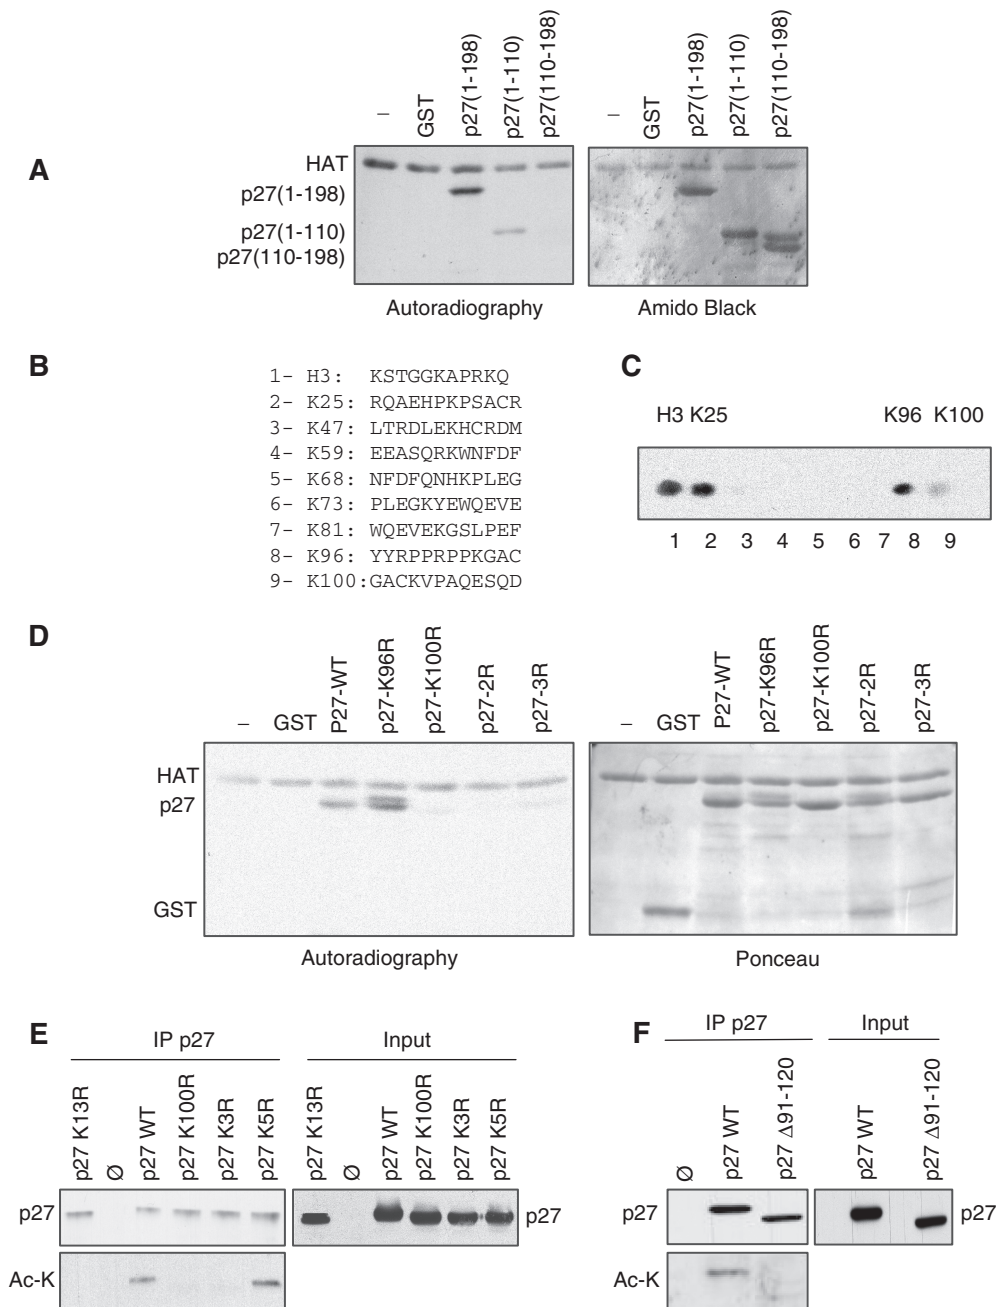 A
–
GST
p27(1-198)
p27(1-110)
p27(110-198)
–
GST
p27(1-198)
p27(1-110)
p27(110-198)
HAT
p27(1-198)
p27(1-110)
p27(110-198)
Autoradiography
Amido Black
B
1- H3: KSTGGKAPRKQ
2- K25: RQAEHPKPSACR
3- K47: LTRDLEKHCRDM
4- K59: EEASQRKWNFDF
5- K68: NFDFQNHKPLEG
6- K73: PLEGKYEWQEVE
7- K81: WQEVEKGSLPEF
8- K96: YYRPPRPPKGAC
9- K100:GACKVPAQESQD
C
H3 K25 K96 K100
1 2 3 4 5 6 7 8 9
D
–
GST
P27-WT
p27-K96R
p27-K100R
p27-2R
p27-3R
–
GST
P27-WT
p27-K96R
p27-K100R
p27-2R
p27-3R
HAT
p27
GST
Autoradiography
Ponceau
E
IP p27
Input
p27 K13R
Ø
p27 WT
p27 K100R
p27 K3R
p27 K5R
p27 K13R
Ø
p27 WT
p27 K100R
p27 K3R
p27 K5R
p27
p27
Ac-K
F
IP p27
Input
Ø
p27 WT
p27 Δ91-120
p27 WT
p27 Δ91-120
p27
p27
Ac-K